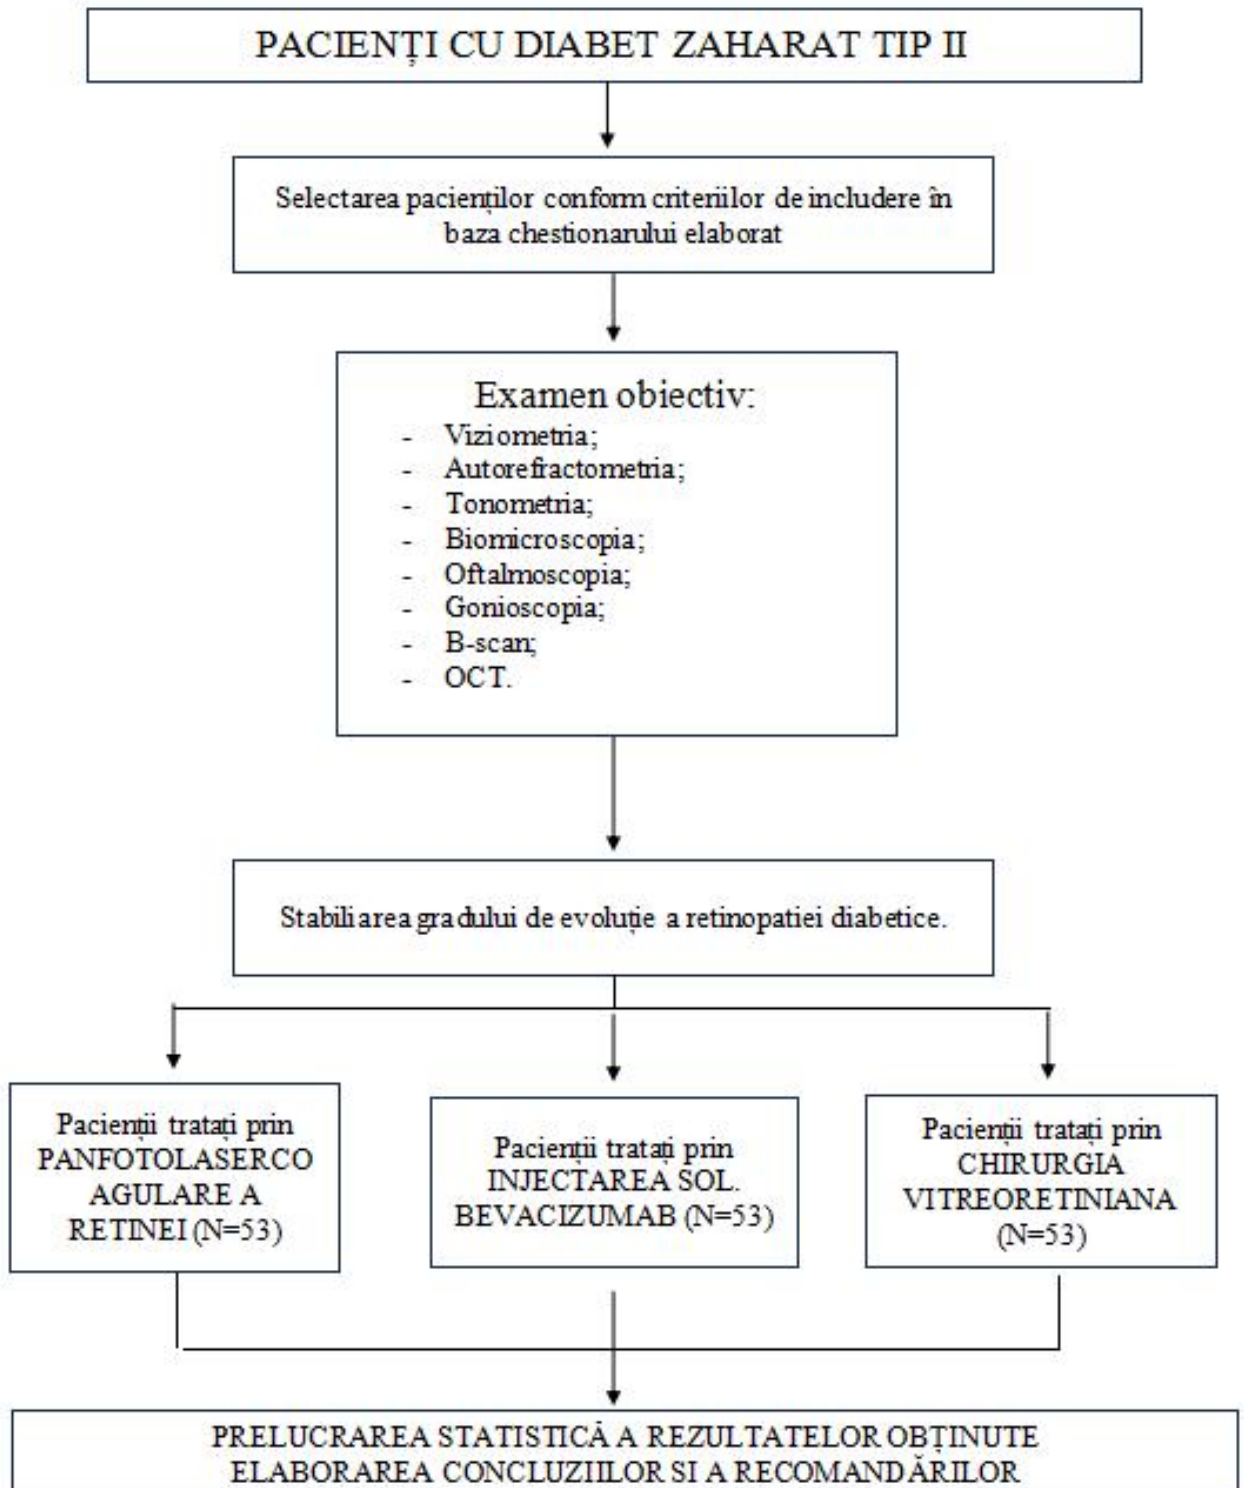 PACIENȚI CU DIABET ZAHARAT TIP II
Selectarea pacienților conform criteriilor de includere în
baza chestionarului elaborat
Examen obiectiv:
- Viziometria;
- Autorefractometria;
- Tonometria;
- Biomicroscopia;
- Oftalmoscopia;
- Gonioscopia;
- B-scan;
- OCT.
Stabiliarea gradului de evoluție a retinopatiei diabetice.
Pacienții tratați prin
PANFOTOLASERCO
AGULARE A
RETINEI (N=53)
Pacienții tratați prin
INJECTAREA SOL.
BEVACIZUMAB (N=53)
Pacienții tratați prin
CHIRURGIA
VITREORETINIANA
(N=53)
PRELUCRAREA STATISTICĂ A REZULTATELOR OBȚINUTE
ELABORAREA CONCLUZIILOR SI A RECOMANDĂRILOR